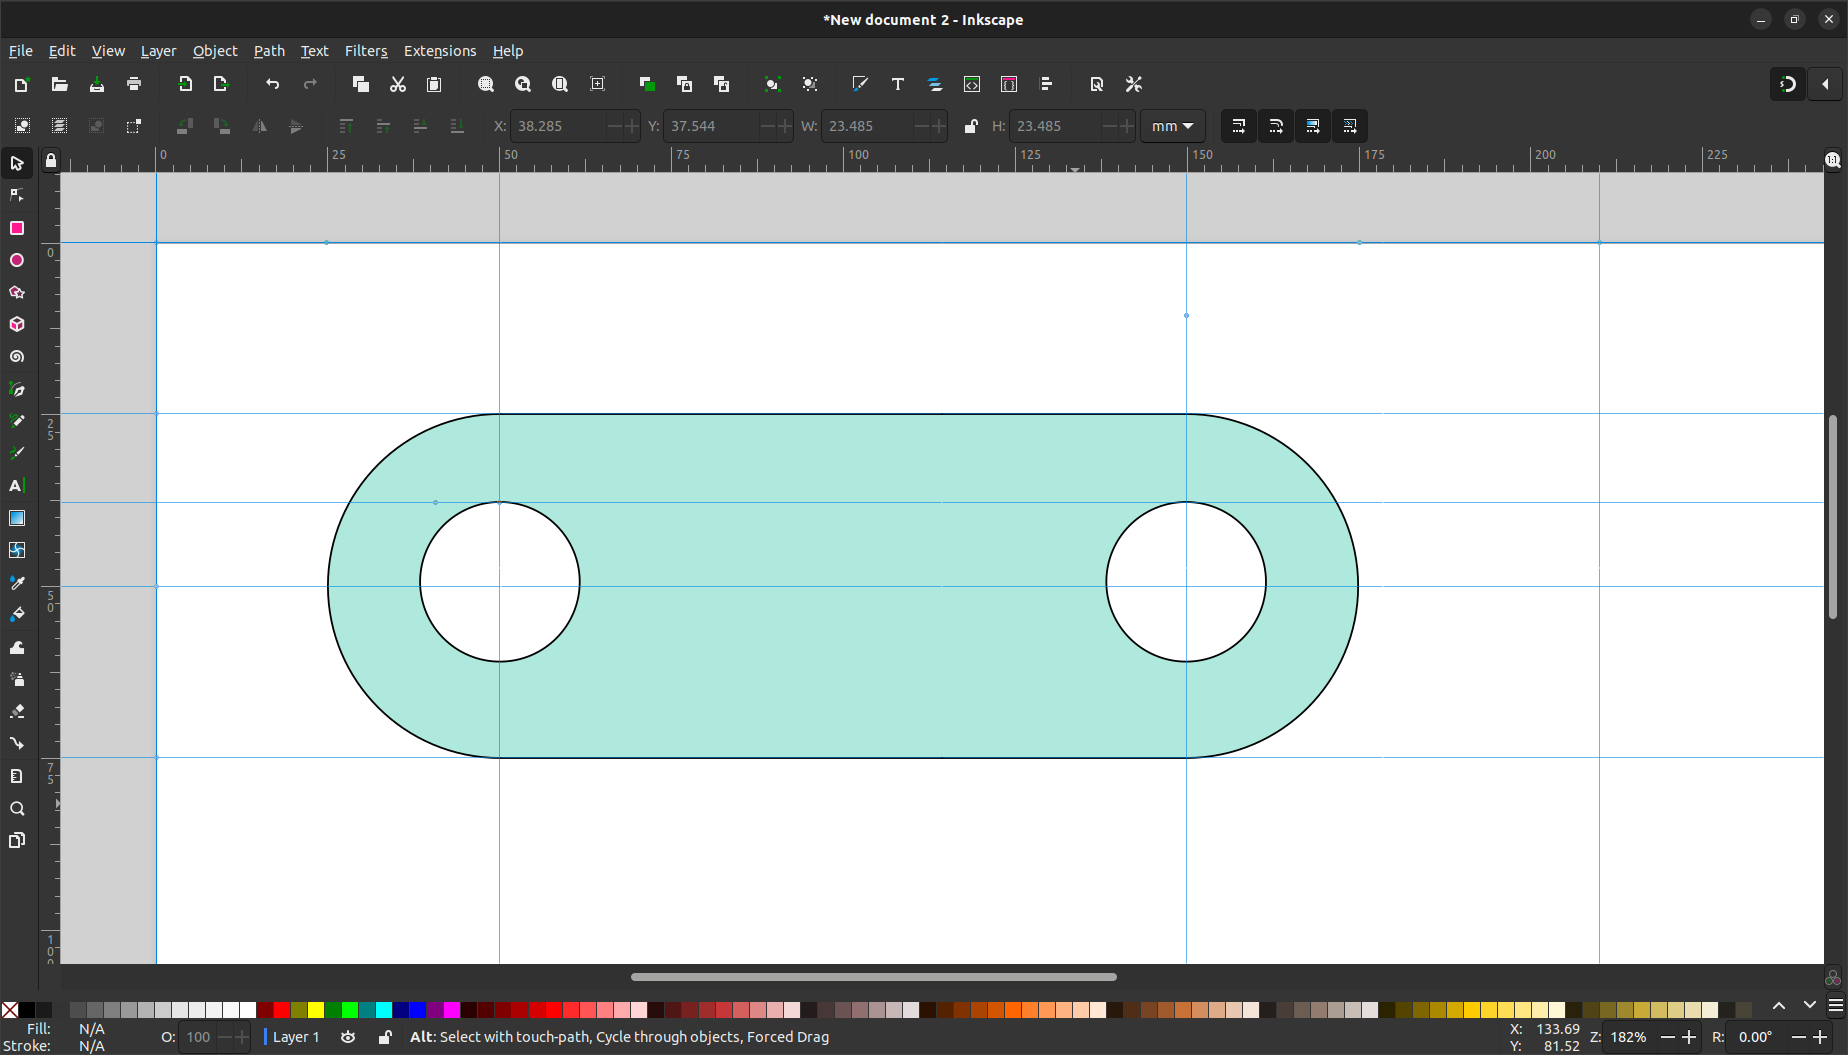 *New document 2 - Inkscape
File Edit View Layer Object Path Text Filters Extensions Help
X: 38.285 Y: 37.544 W: 23.485 H: 23.485 mm
0 25 50 75 100 125 150 175 200 225
1:1
0
25
50
75
100
Fill: N/A
Stroke: N/A
O: 100
Layer 1
Alt: Select with touch-path, Cycle through objects, Forced Drag
X: 133.69
Y: 81.52
Z: 182%
R: 0.00°